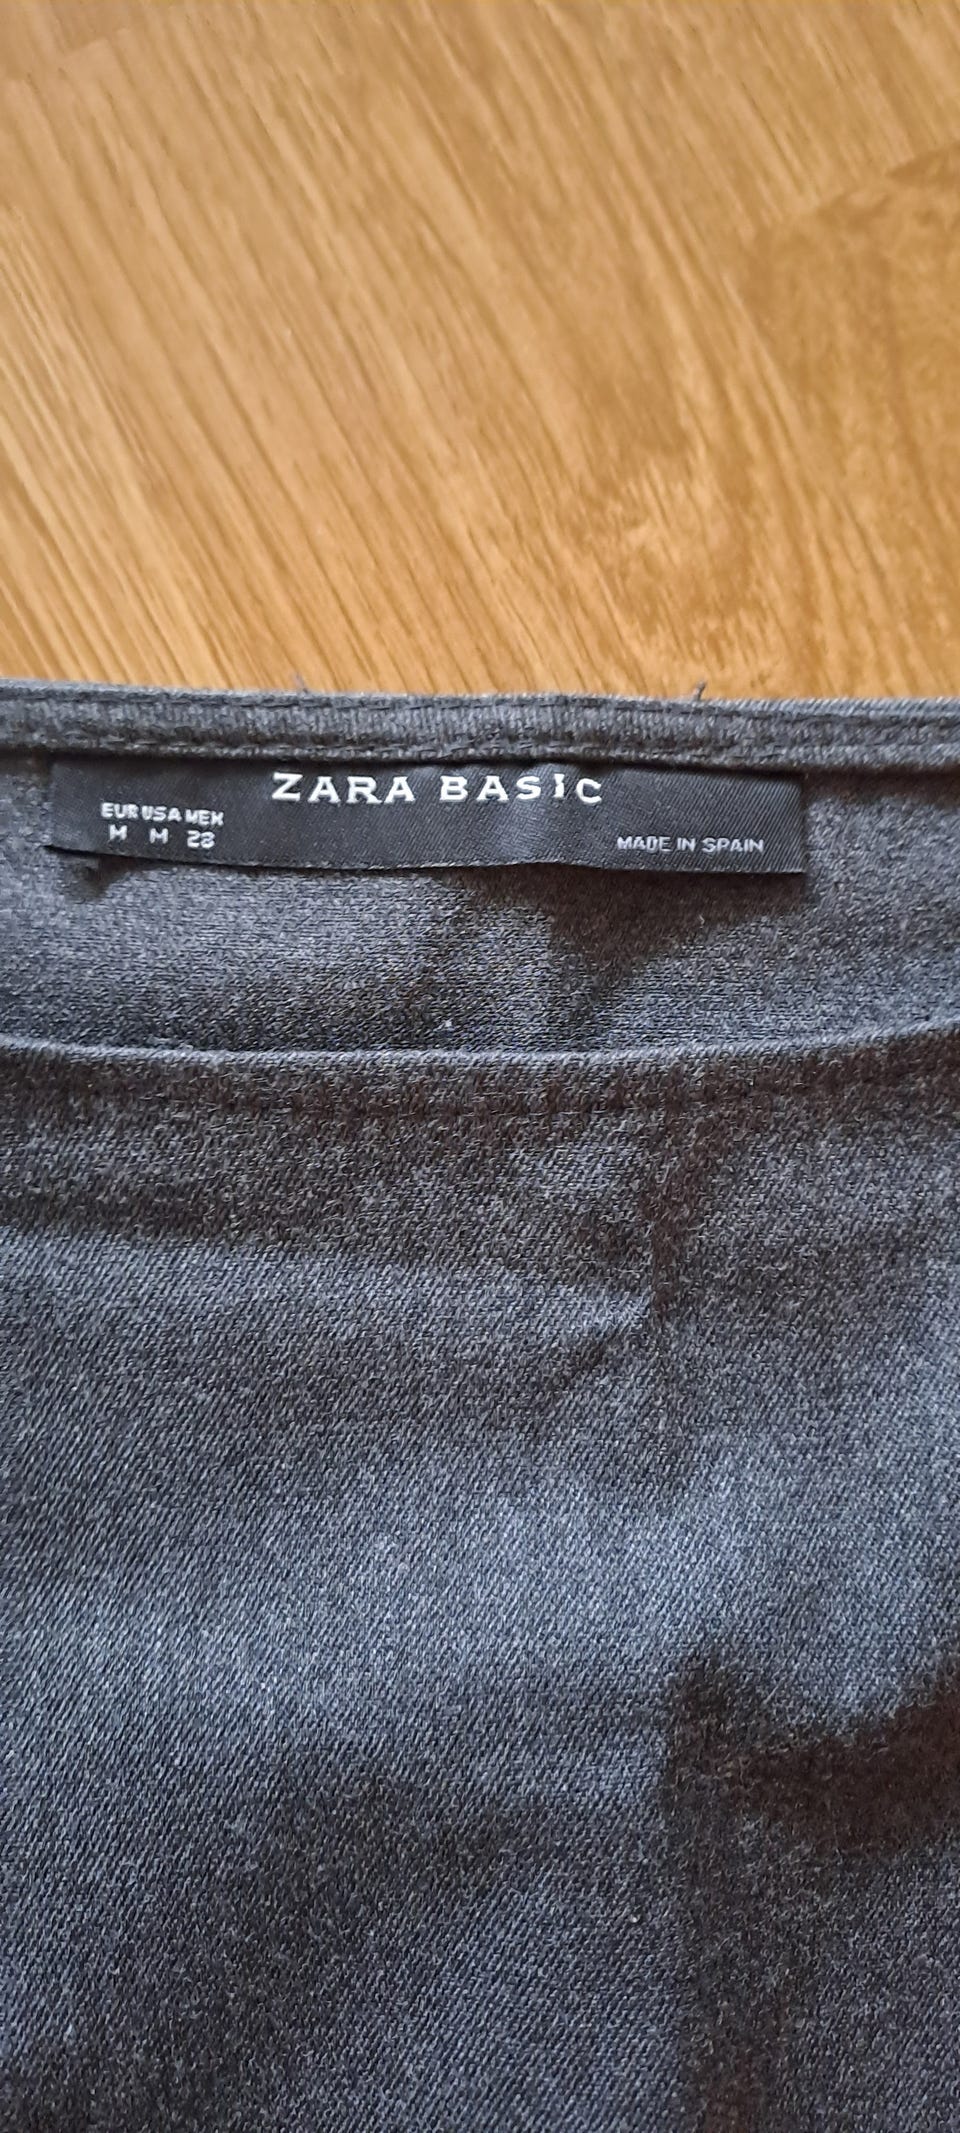 ZARA BASIC
EUR USA MEX
M M 28
MADE IN SPAIN